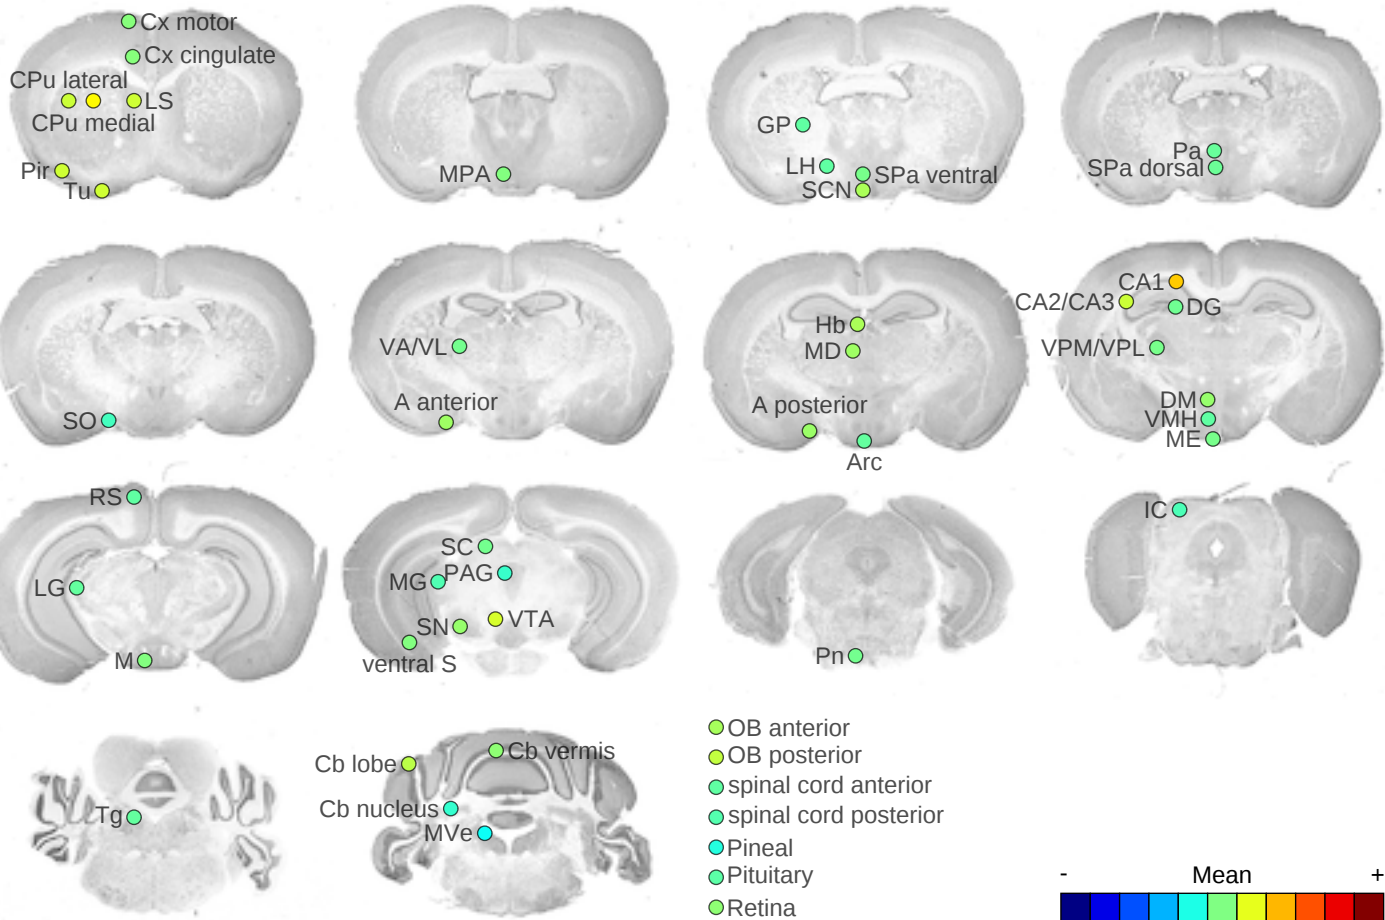 Cx motor
Cx cingulate
CPu lateral
LS
CPu medial
Pir
Tu
MPA
GP
LH
SPa ventral
SCN
Pa
SPa dorsal
SO
VA/VL
A anterior
Hb
MD
A posterior
Arc
CA1
CA2/CA3
DG
VPM/VPL
DM
VMH
ME
RS
LG
M
SC
PAG
MG
VTA
SN
ventral S
Pn
IC
Tg
Cb vermis
Cb lobe
Cb nucleus
MVe
OB anterior
OB posterior
spinal cord anterior
spinal cord posterior
Pineal
Pituitary
Retina
- Mean +